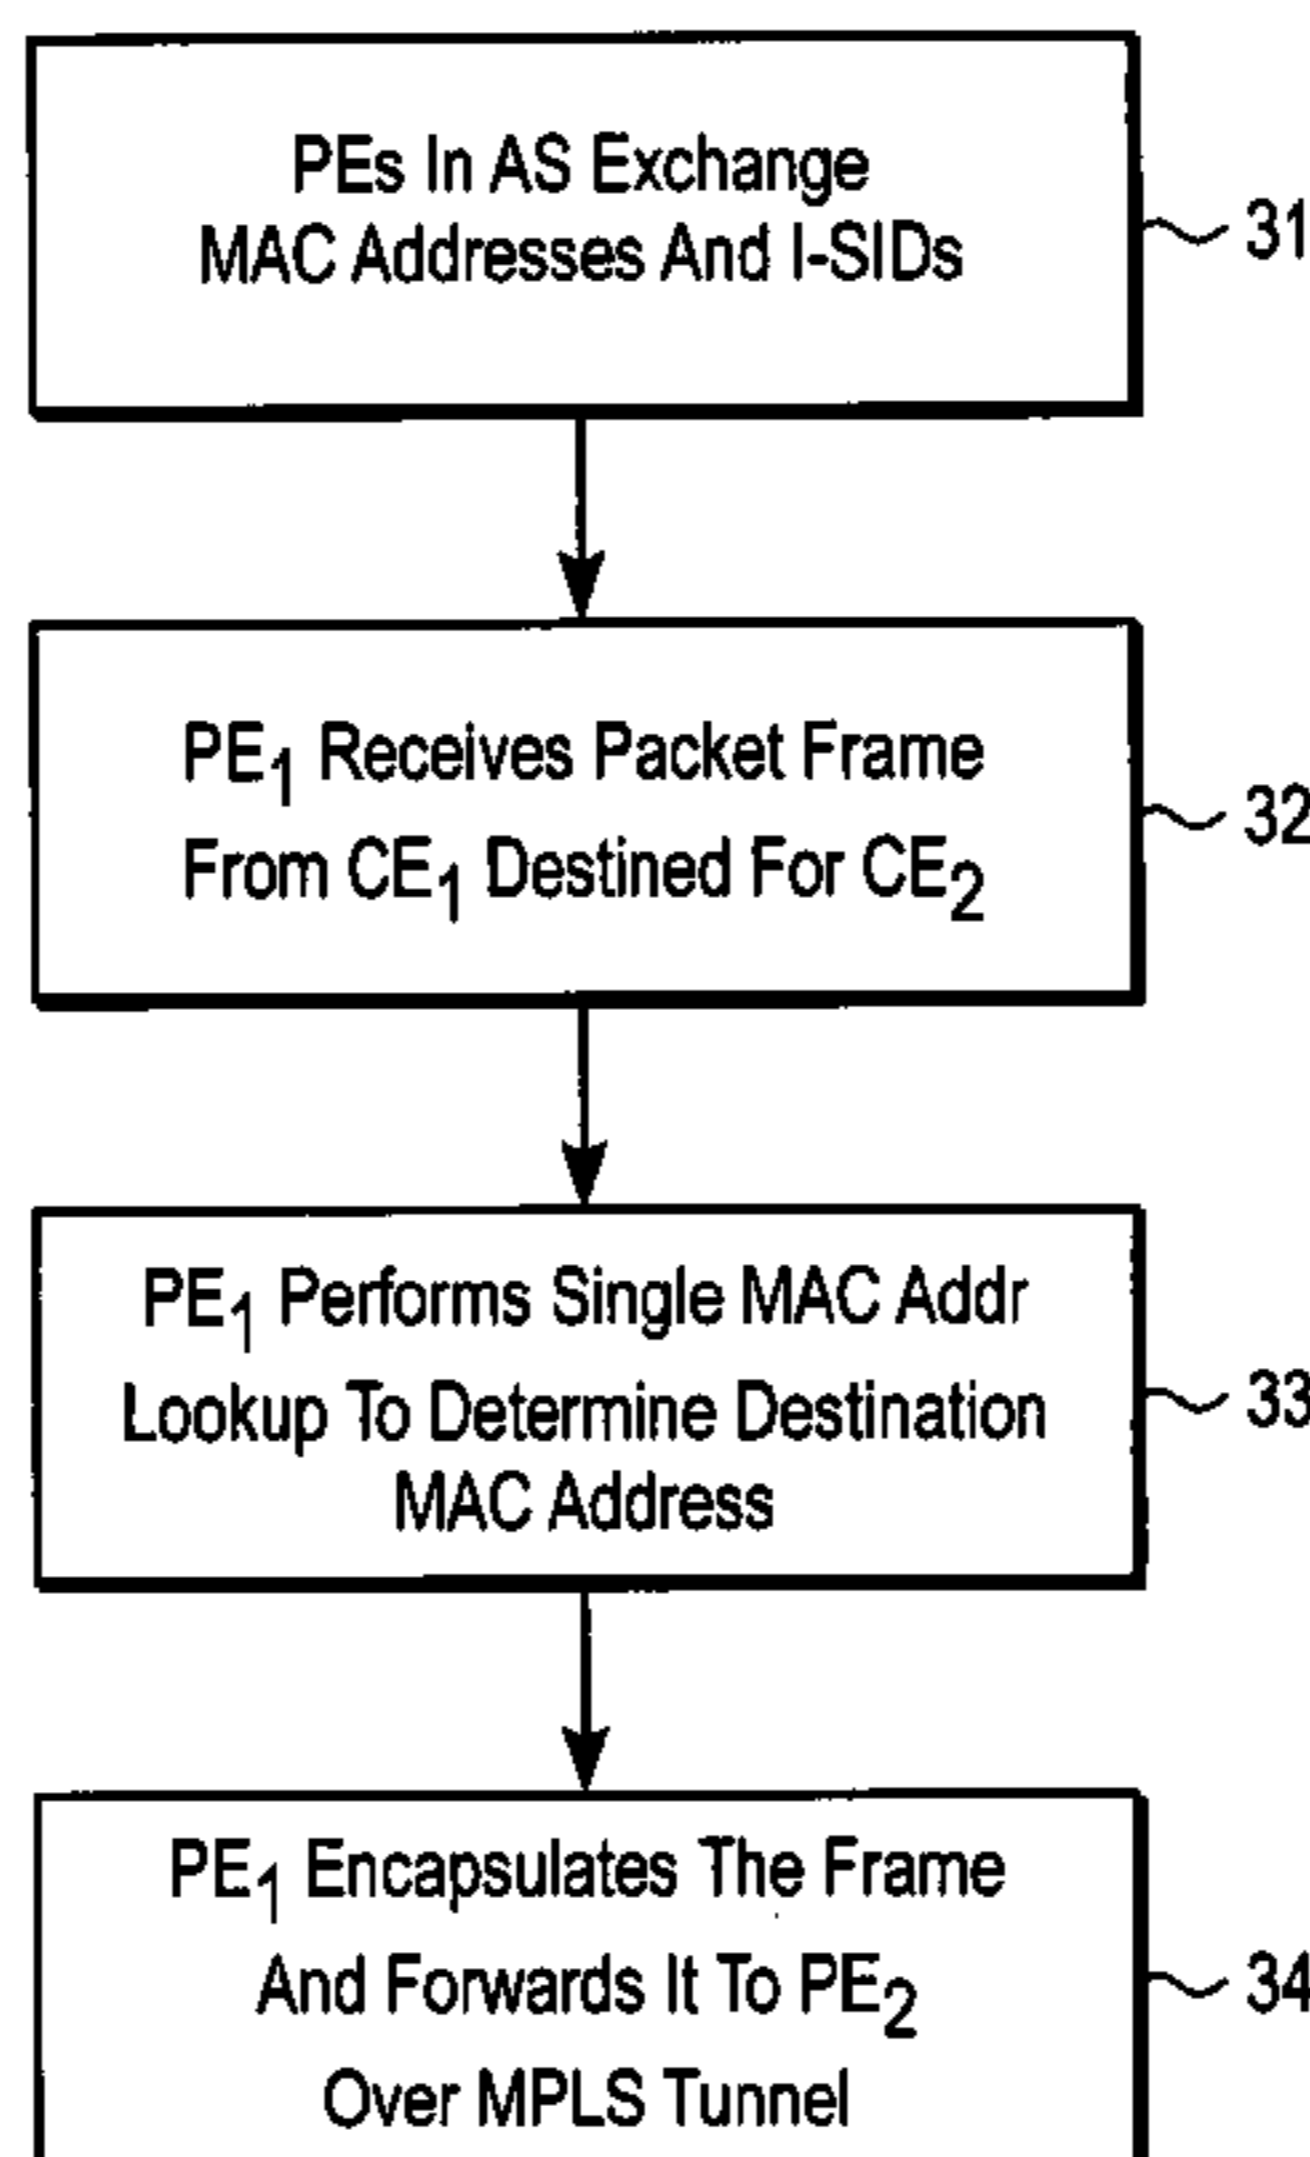 PEs In AS Exchange
MAC Addresses And I-SIDs
31
PE1 Receives Packet Frame
From CE1 Destined For CE2
32
PE1 Performs Single MAC Addr
Lookup To Determine Destination
MAC Address
33
PE1 Encapsulates The Frame
And Forwards It To PE2
Over MPLS Tunnel
34